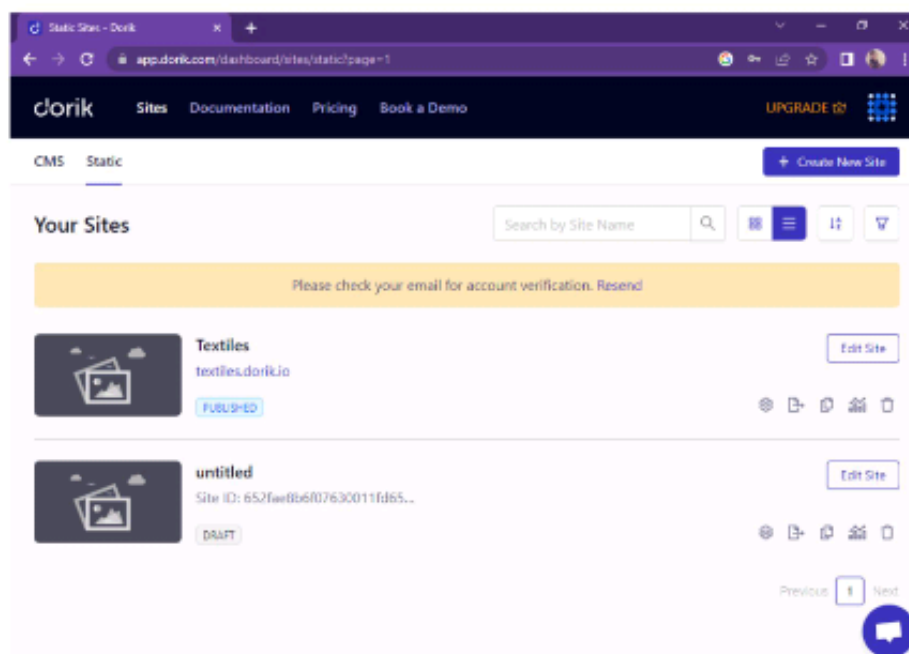 Static Sites - Dorik
app.dorik.com/dashboard/sites/static?page=1
dorik Sites Documentation Pricing Book a Demo UPGRADE
CMS Static + Create New Site
Your Sites Search by Site Name
Please check your email for account verification. Resend
Textiles Edit Site
textiles.dorik.io
PUBLISHED
untitled Edit Site
Site ID: 652fae8b6f07630011fd65...
DRAFT
Previous 1 Next